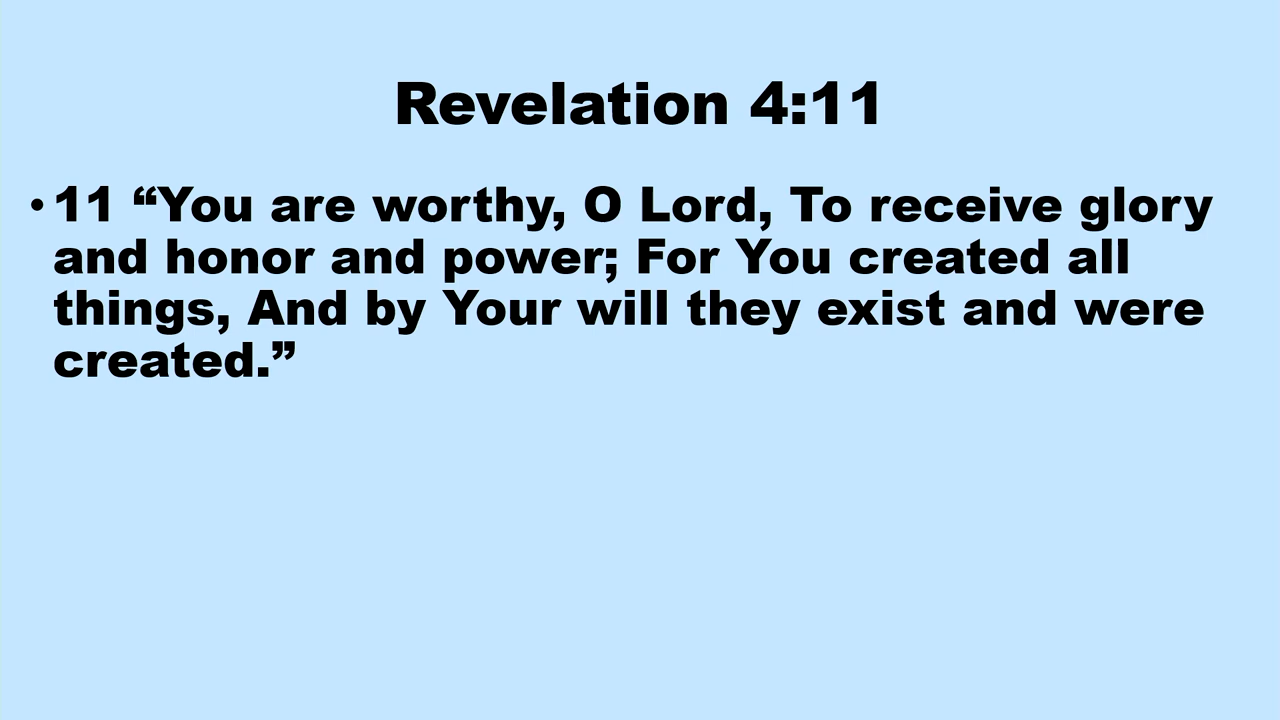 Revelation 4:11
• 11 “You are worthy, O Lord, To receive glory
and honor and power; For You created all
things, And by Your will they exist and were
created.”